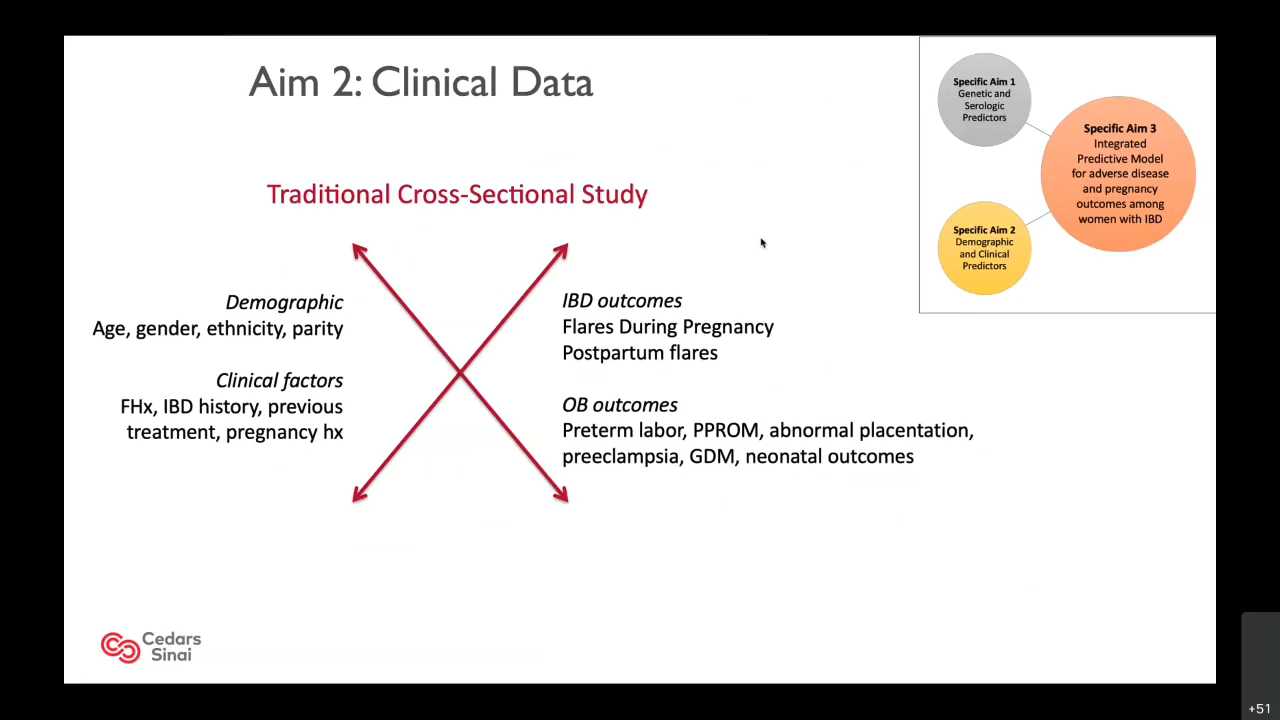 Aim 2: Clinical Data
Traditional Cross-Sectional Study
Demographic
Age, gender, ethnicity, parity
Clinical factors
FHx, IBD history, previous
treatment, pregnancy hx
IBD outcomes
Flares During Pregnancy
Postpartum flares
OB outcomes
Preterm labor, PPROM, abnormal placentation,
preeclampsia, GDM, neonatal outcomes
Specific Aim 1
Genetic and
Serologic
Predictors
Specific Aim 2
Demographic
and Clinical
Predictors
Specific Aim 3
Integrated
Predictive Model
for adverse disease
and pregnancy
outcomes among
women with IBD
Cedars
Sinai
+51